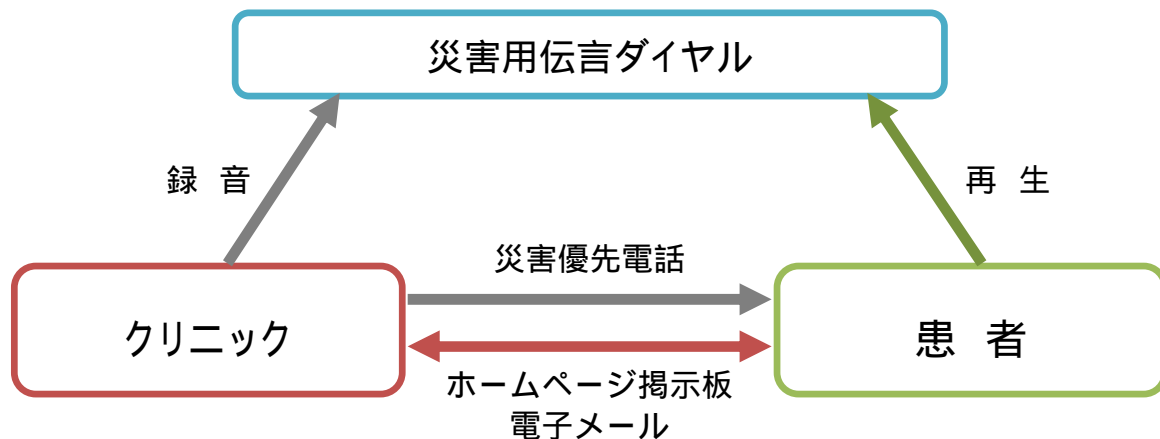 災害用伝言ダイヤル
録 音
再 生
災害優先電話
クリニック
患 者
ホームページ掲示板
電子メール